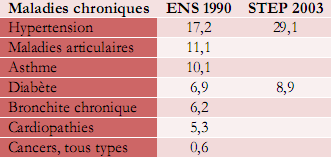 Maladies chroniques ENS 1990 STEP 2003
Hypertension 17,2 29,1
Maladies articulaires 11,1
Asthme 10,1
Diabète 6,9 8,9
Bronchite chronique 6,2
Cardiopathies 5,3
Cancers, tous types 0,6